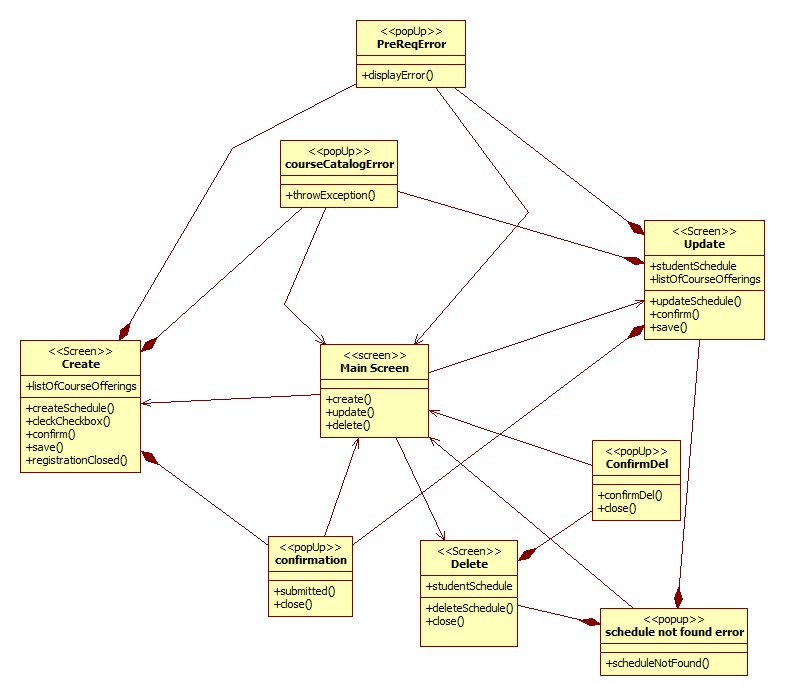 <<popUp>>
PreReqError
+displayError()
<<popUp>>
courseCatalogError
+throwException()
<<Screen>>
Update
+studentSchedule
+listOfCourseOfferings
+updateSchedule()
+confirm()
+save()
<<Screen>>
Create
+listOfCourseOfferings
+createSchedule()
+cleckCheckbox()
+confirm()
+save()
+registrationClosed()
<<screen>>
Main Screen
+create()
+update()
+delete()
<<popUp>>
ConfirmDel
+confirmDel()
+close()
<<popUp>>
confirmation
+submitted()
+close()
<<Screen>>
Delete
+studentSchedule
+deleteSchedule()
+close()
<<popup>>
schedule not found error
+scheduleNotFound()